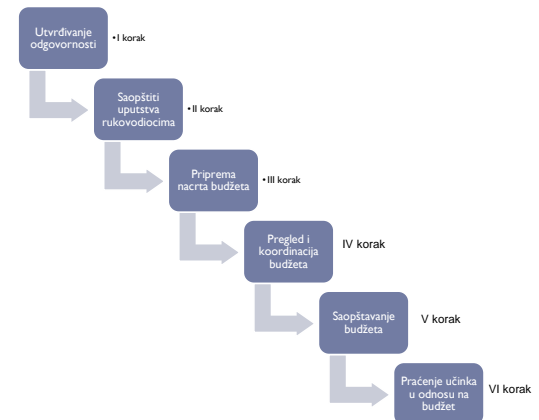 Utvrđivanje
odgovornosti
•I korak
Saopštiti
uputstva
rukovodiocima
•II korak
Priprema
nacrta budžeta
•III korak
Pregled i
koordinacija
budžeta
IV korak
Saopštavanje
budžeta
V korak
Praćenje učinka
u odnosu na
budžet
VI korak